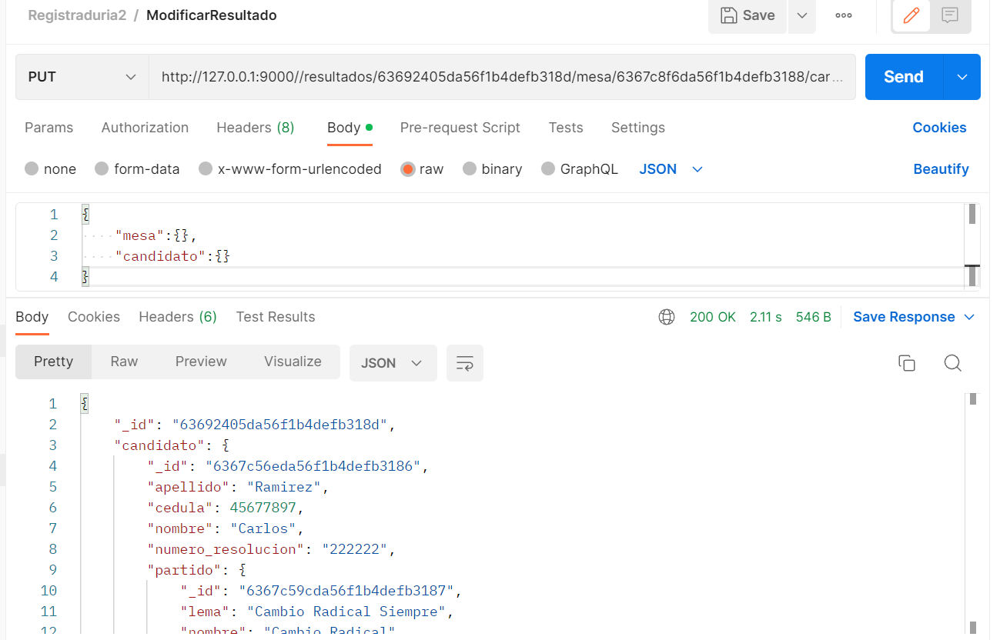 Registraduria2 / ModificarResultado
Save
PUT
http://127.0.0.1:9000//resultados/63692405da56f1b4defb318d/mesa/6367c8f6da56f1b4defb3188/car...
Send
Params Authorization Headers (8) Body Pre-request Script Tests Settings Cookies
none form-data x-www-form-urlencoded raw binary GraphQL JSON Beautify
1 {
2 ····"mesa":{},
3 ····"candidato":{}
4 }
Body Cookies Headers (6) Test Results 200 OK 2.11 s 546 B Save Response
Pretty Raw Preview Visualize JSON
1 {
2 "_id": "63692405da56f1b4defb318d",
3 "candidato": {
4 "_id": "6367c56eda56f1b4defb3186",
5 "apellido": "Ramirez",
6 "cedula": 45677897,
7 "nombre": "Carlos",
8 "numero_resolucion": "222222",
9 "partido": {
10 "_id": "6367c59cda56f1b4defb3187",
11 "lema": "Cambio Radical Siempre",
12 "nombre": "Cambio Radical"